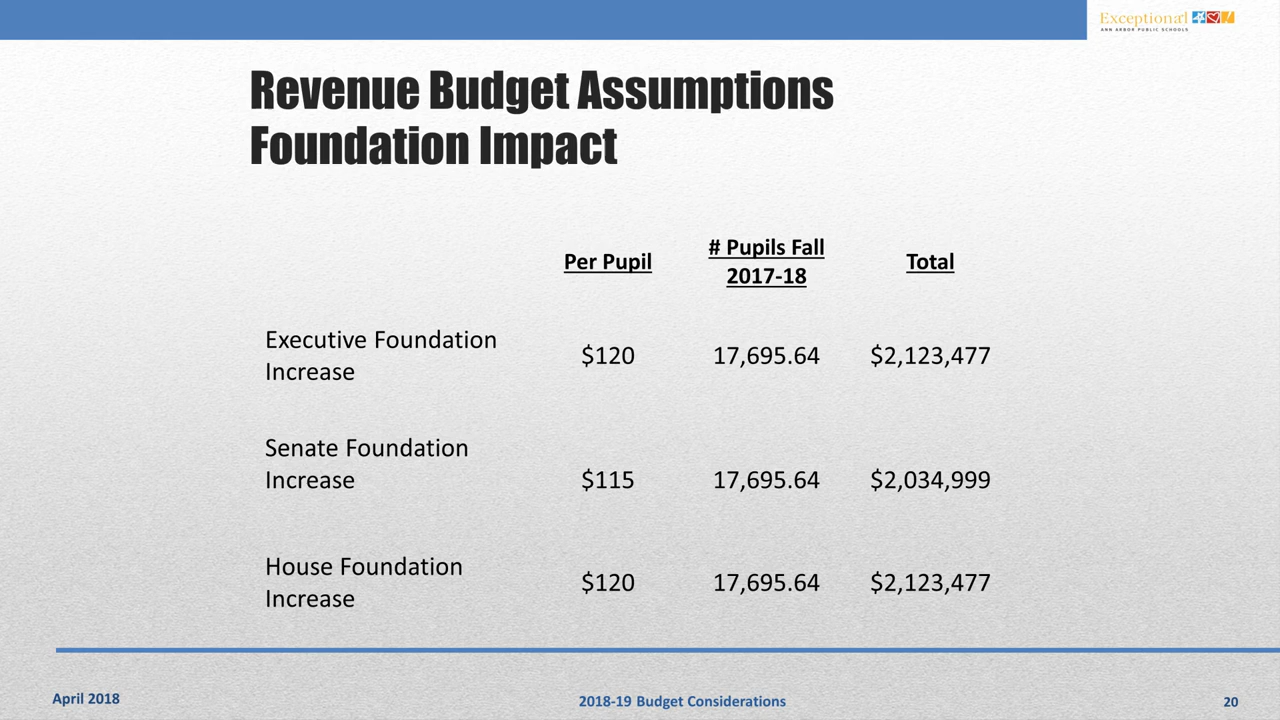 Exceptional
ANN ARBOR PUBLIC SCHOOLS
Revenue Budget Assumptions
Foundation Impact
Per Pupil
# Pupils Fall
2017-18
Total
Executive Foundation
Increase
$120
17,695.64
$2,123,477
Senate Foundation
Increase
$115
17,695.64
$2,034,999
House Foundation
Increase
$120
17,695.64
$2,123,477
April 2018
2018-19 Budget Considerations
20